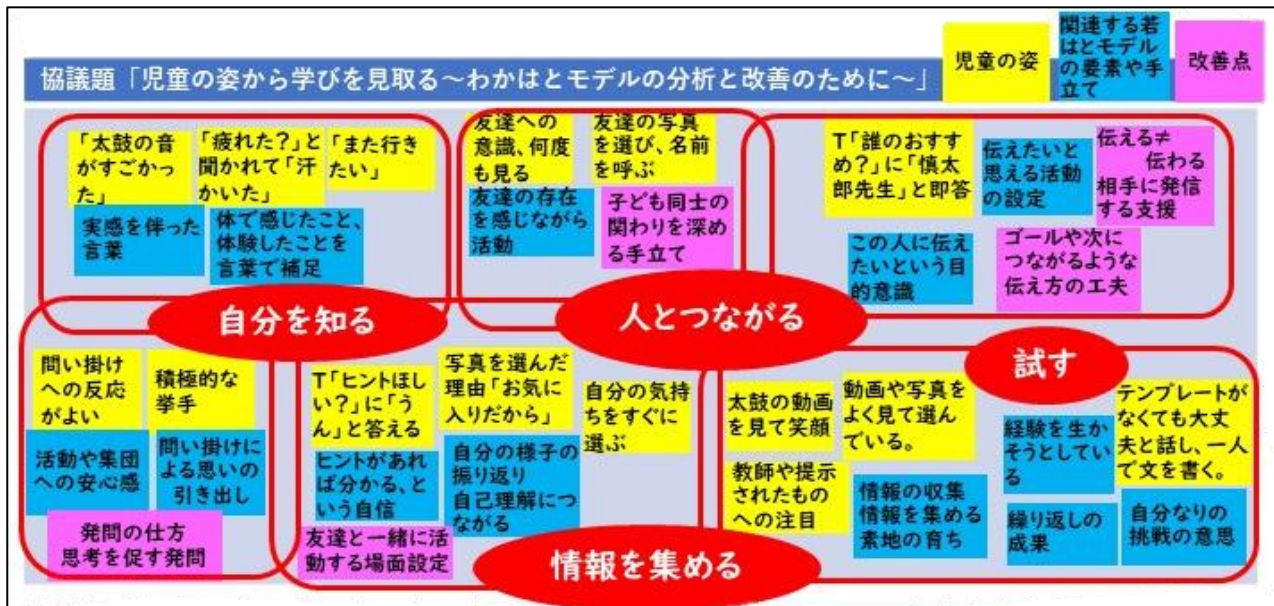 協議題「児童の姿から学びを見取る～わかはとモデルの分析と改善のために～」
児童の姿
関連する若
はとモデル
の要素や手
立て
改善点
「太鼓の音
がすごかっ
た」
「疲れた?」と
聞かれて「汗
かいた」
「また行き
たい」
実感を伴った
言葉
体で感じたこと、
体験したことを
言葉で補足
友達への
意識、何度
も見る
友達の写真
を選び、名前
を呼ぶ
友達の存在
を感じながら
活動
子ども同士の
関わりを深め
る手立て
T「誰のおすす
め?」に「慎太
郎先生」と即答
伝えたいと
思える活動
の設定
伝える≠
伝わる
相手に発信
する支援
この人に伝え
たいという目
的意識
ゴールや次に
つながるような
伝え方の工夫
自分を知る
人とつながる
試す
問い掛け
への反応
がよい
積極的な
挙手
活動や集団
への安心感
問い掛けに
よる思いの
引き出し
発問の仕方
思考を促す発問
T「ヒントほし
い?」に「う
ん」と答える
写真を選んだ
理由「お気に
入りだから」
自分の気持
ちをすぐに
選ぶ
ヒントがあれ
ば分かる、と
いう自信
自分の様子の
振り返り
自己理解につ
ながる
友達と一緒に活
動する場面設定
太鼓の動画
を見て笑顔
動画や写真を
よく見て選ん
でいる。
経験を生か
そうとしてい
る
テンプレートが
なくても大丈
夫と話し、一人
で文を書く。
教師や提示
されたもの
への注目
情報の収集
情報を集める
素地の育ち
繰り返しの
成果
自分なりの
挑戦の意思
情報を集める